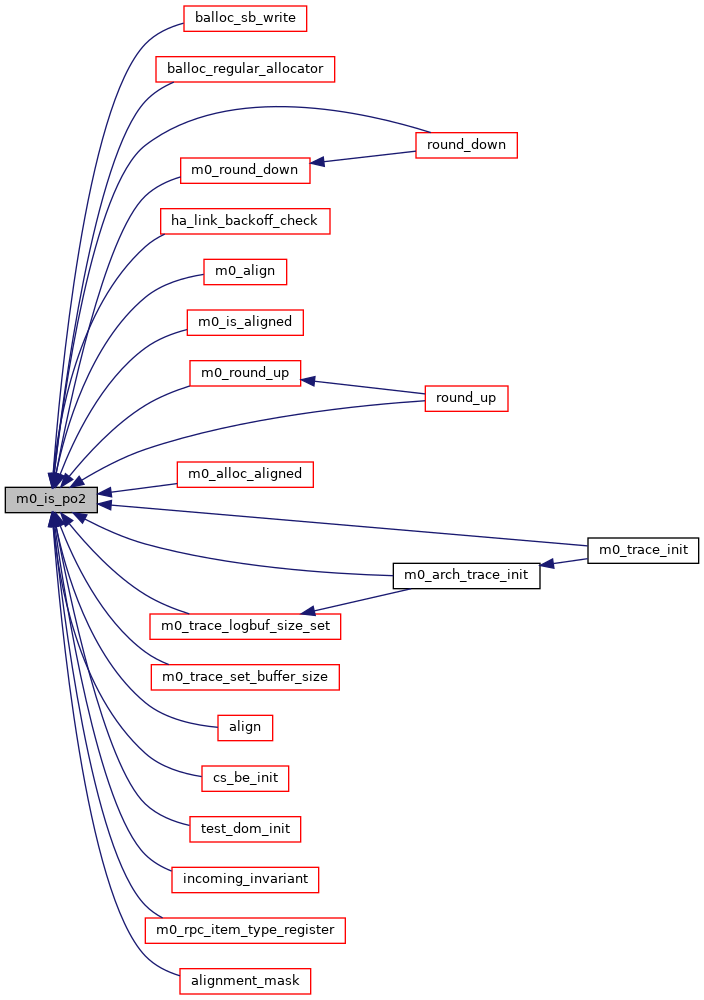 balloc_sb_write
balloc_regular_allocator
round_down
m0_round_down
ha_link_backoff_check
m0_align
m0_is_aligned
m0_round_up
round_up
m0_alloc_aligned
m0_is_po2
m0_trace_init
m0_arch_trace_init
m0_trace_logbuf_size_set
m0_trace_set_buffer_size
align
cs_be_init
test_dom_init
incoming_invariant
m0_rpc_item_type_register
alignment_mask